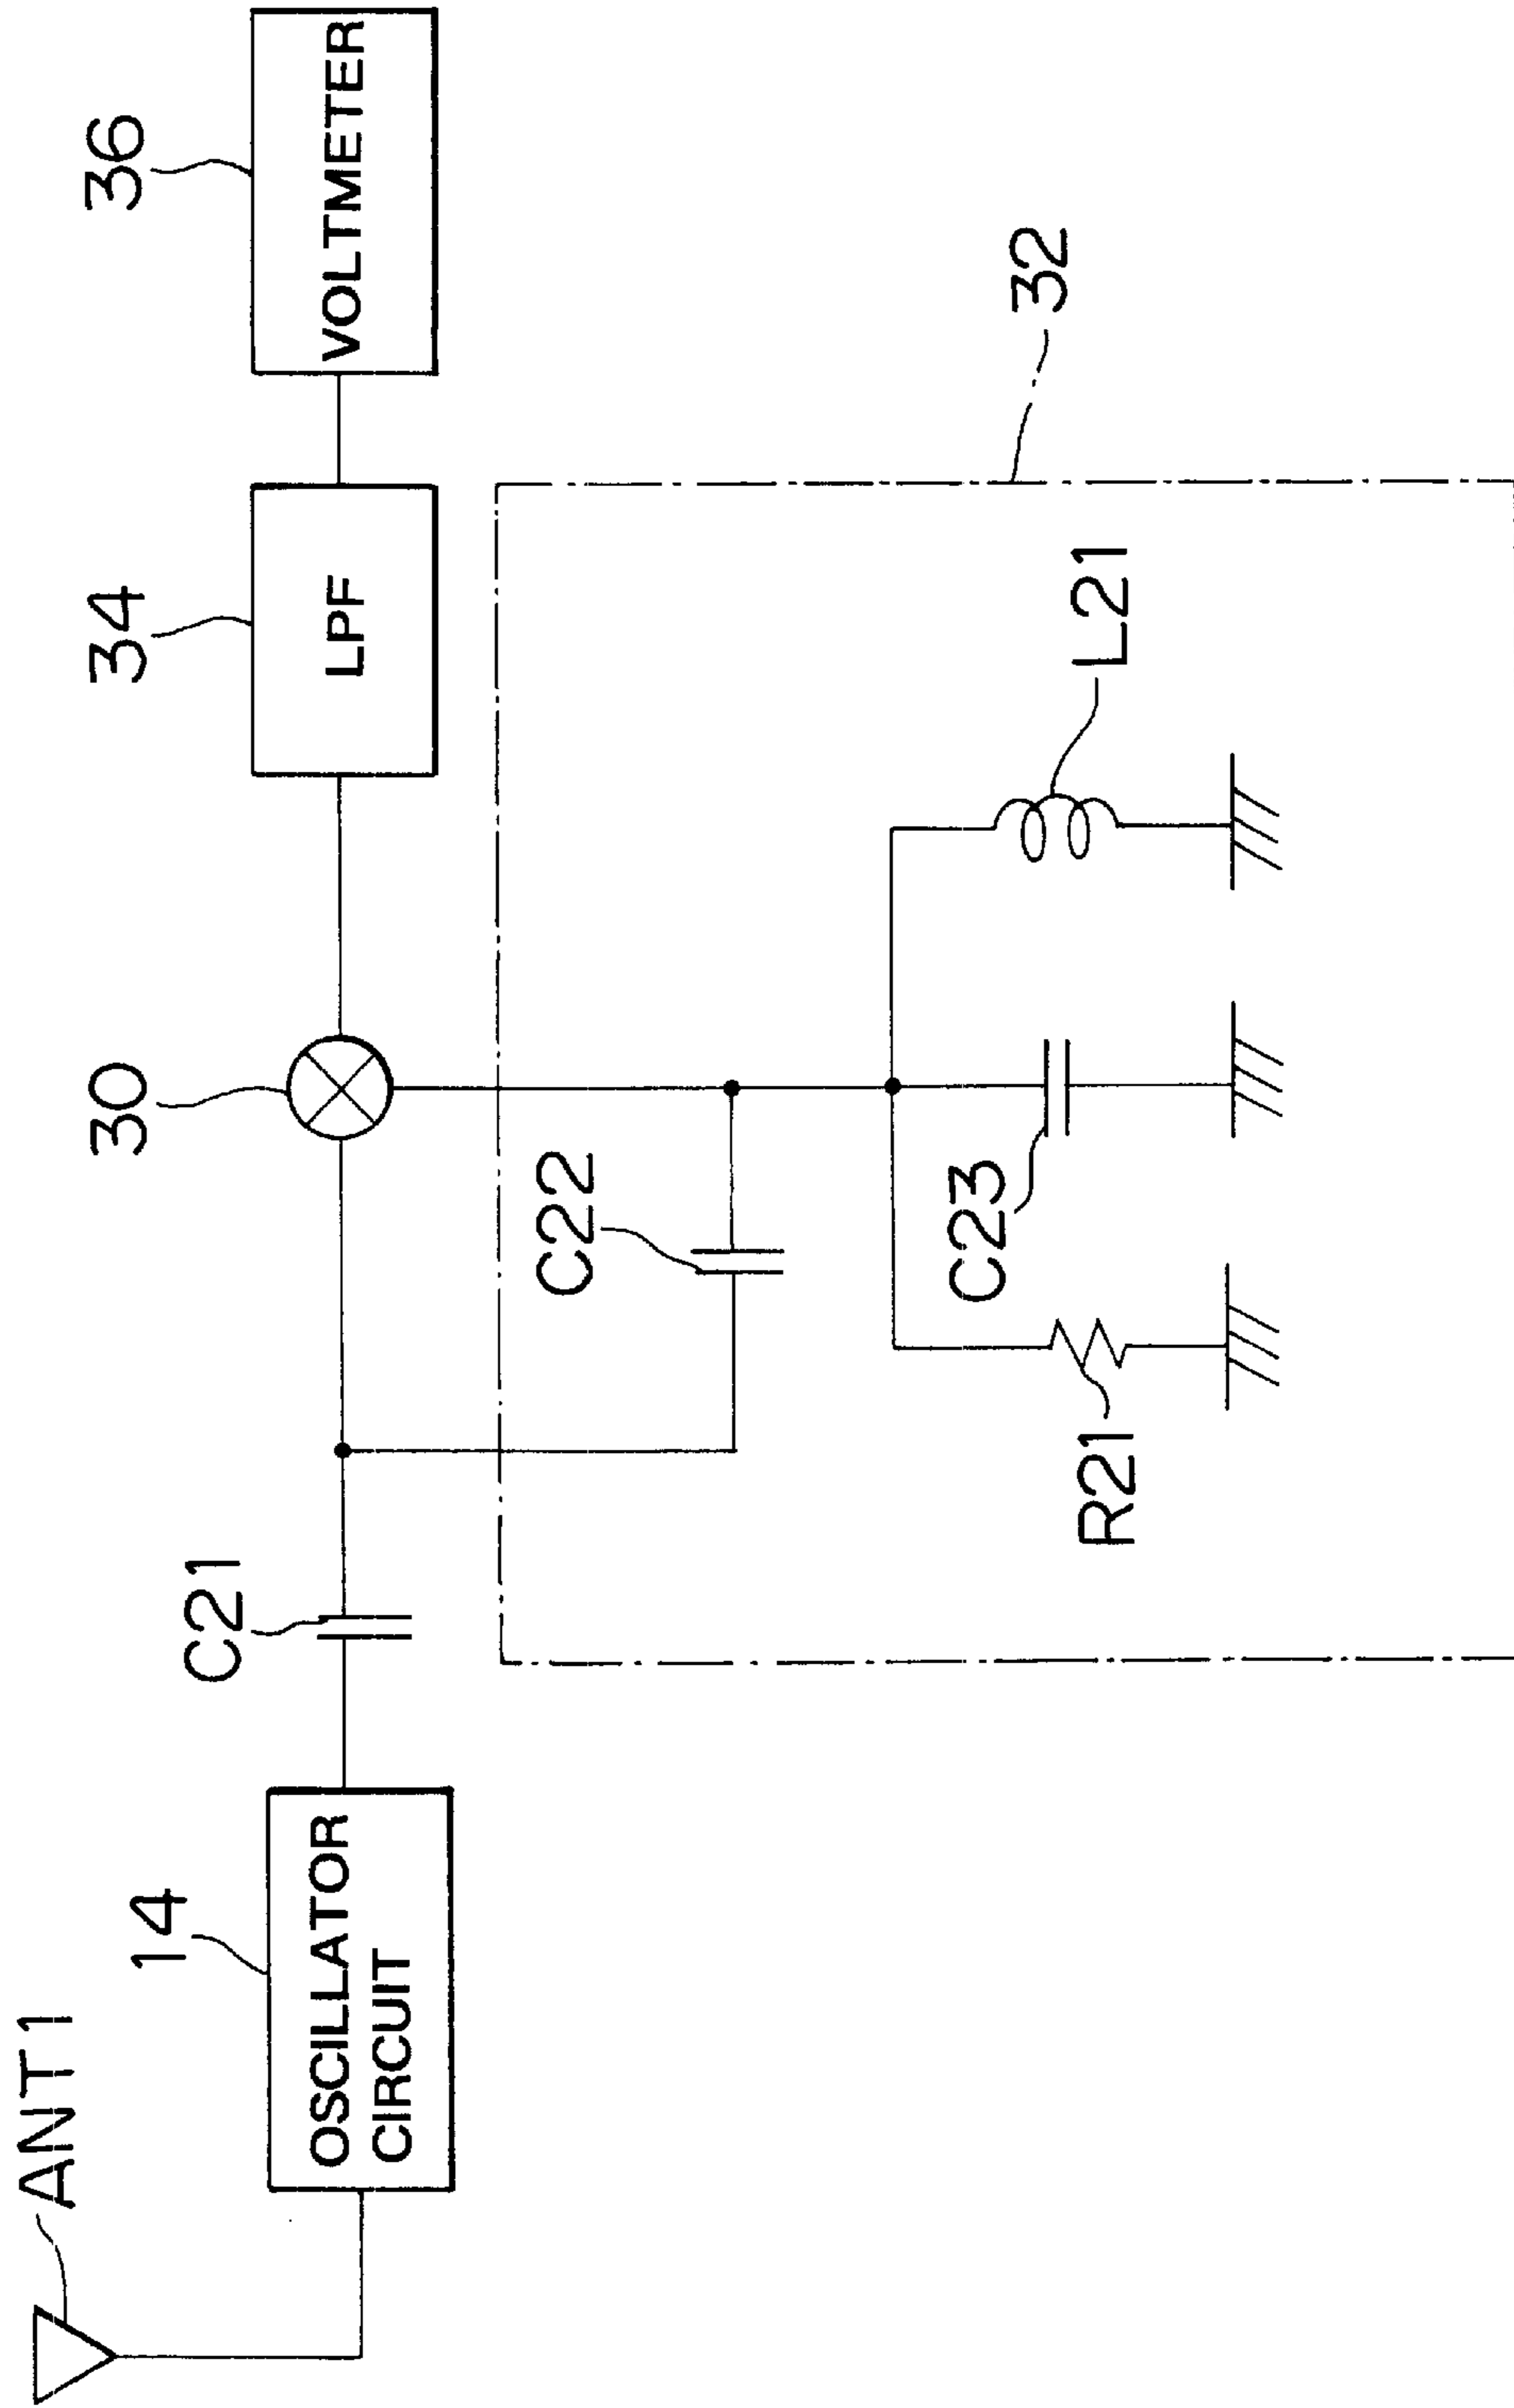 ANT1
14
OSCILLATOR
CIRCUIT
C21
30
34
LPF
36
VOLTMETER
C22
32
R21
C23
L21